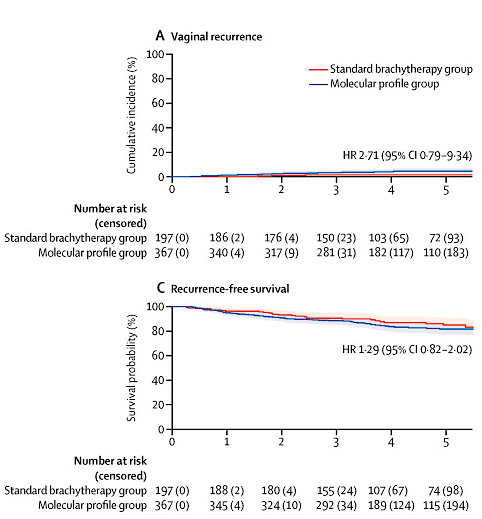 A Vaginal recurrence
100
80
60
40
20
0
Cumulative incidence (%)
Standard brachytherapy group
Molecular profile group
HR 2·71 (95% CI 0·79–9·34)
0 1 2 3 4 5
Number at risk
(censored)
Standard brachytherapy group 197 (0) 186 (2) 176 (4) 150 (23) 103 (65) 72 (93)
Molecular profile group 367 (0) 340 (4) 317 (9) 281 (31) 182 (117) 110 (183)
C Recurrence-free survival
100
80
60
40
20
0
Survival probability (%)
HR 1·29 (95% CI 0·82–2·02)
0 1 2 3 4 5
Number at risk
(censored)
Standard brachytherapy group 197 (0) 188 (2) 180 (4) 155 (24) 107 (67) 74 (98)
Molecular profile group 367 (0) 345 (4) 324 (10) 292 (34) 189 (124) 115 (194)